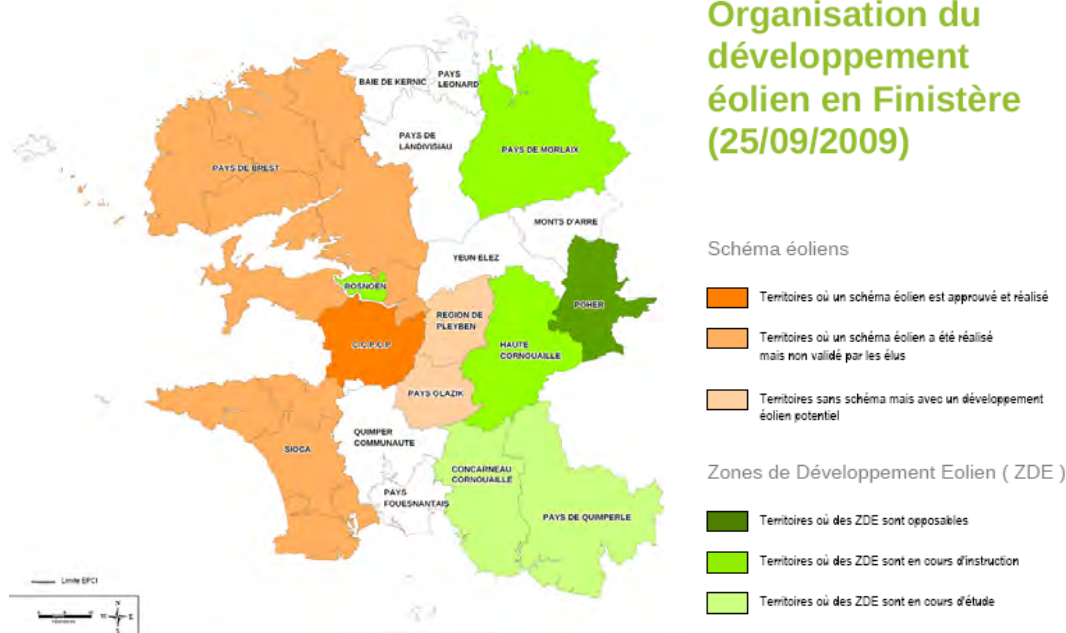 Organisation du
développement
éolien en Finistère
(25/09/2009)
BAIE DE KERNIC
PAYS
LEONARD
PAYS DE
LANDIVISIAU
PAYS DE MORLAIX
PAYS DE BREST
MONTS D'ARRE
YEUN ELEZ
ROSNOEN
POHER
REGION DE
PLEYBEN
C.C.P.C.P
HAUTE
CORNOUAILLE
PAYS GLAZIK
QUIMPER
COMMUNAUTE
SIOCA
CONCARNEAU
CORNOUAILLE
PAYS
FOUESNANTAIS
PAYS DE QUIMPERLE
Schéma éoliens
Territoires où un schéma éolien est approuvé et réalisé
Territoires où un schéma éolien a été réalisé
mais non validé par les élus
Territoires sans schéma mais avec un développement
éolien potentiel
Zones de Développement Eolien ( ZDE )
Territoires où des ZDE sont opposables
Territoires où des ZDE sont en cours d'instruction
Territoires où des ZDE sont en cours d'étude
Limite EPCI
N
W
E
S